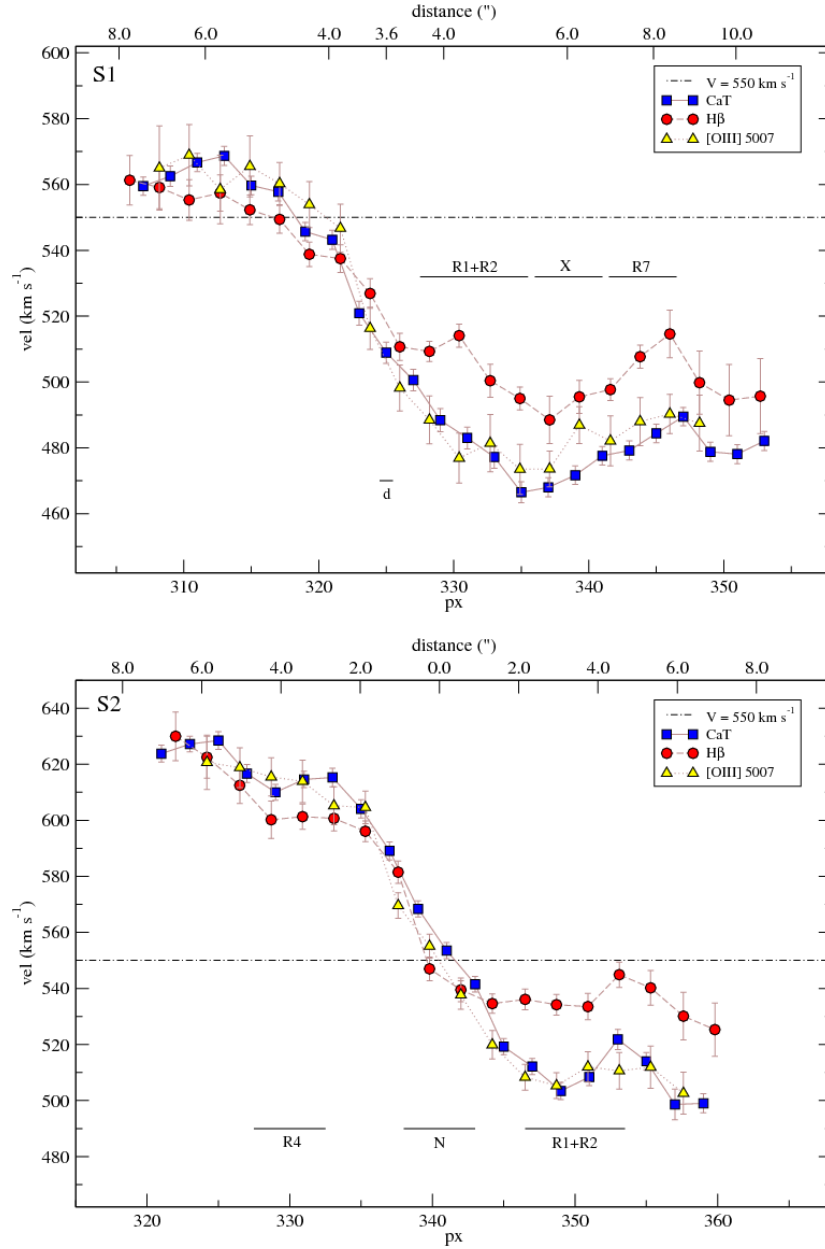 distance (")
8.0 6.0 4.0 3.6 4.0 6.0 8.0 10.0
600
S1
V = 550 km s⁻¹
CaT
Hβ
[OIII] 5007
580
560
540
R1+R2 X R7
520
vel (km s⁻¹)
500
480
d
460
310 320 330 340 350
px
distance (")
8.0 6.0 4.0 2.0 0.0 2.0 4.0 6.0 8.0
640
S2
V = 550 km s⁻¹
CaT
Hβ
[OIII] 5007
620
600
580
vel (km s⁻¹)
560
540
520
500
R4 N R1+R2
480
320 330 340 350 360
px